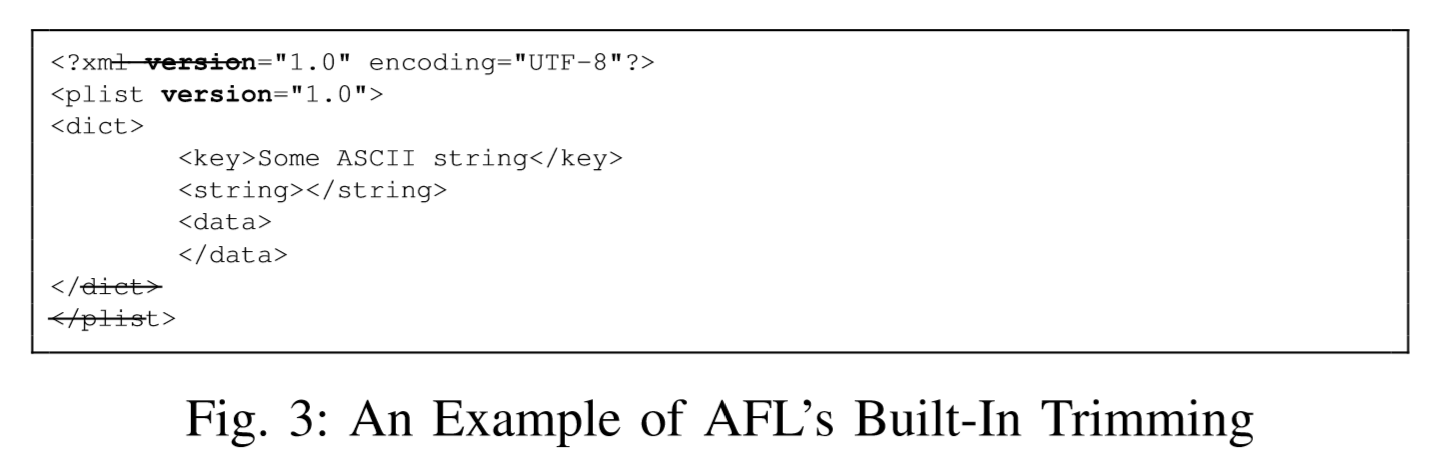 <?xml version="1.0" encoding="UTF-8"?>
<plist version="1.0">
<dict>
<key>Some ASCII string</key>
<string></string>
<data>
</data>
</dict>
</plist>
Fig. 3: An Example of AFL's Built-In Trimming